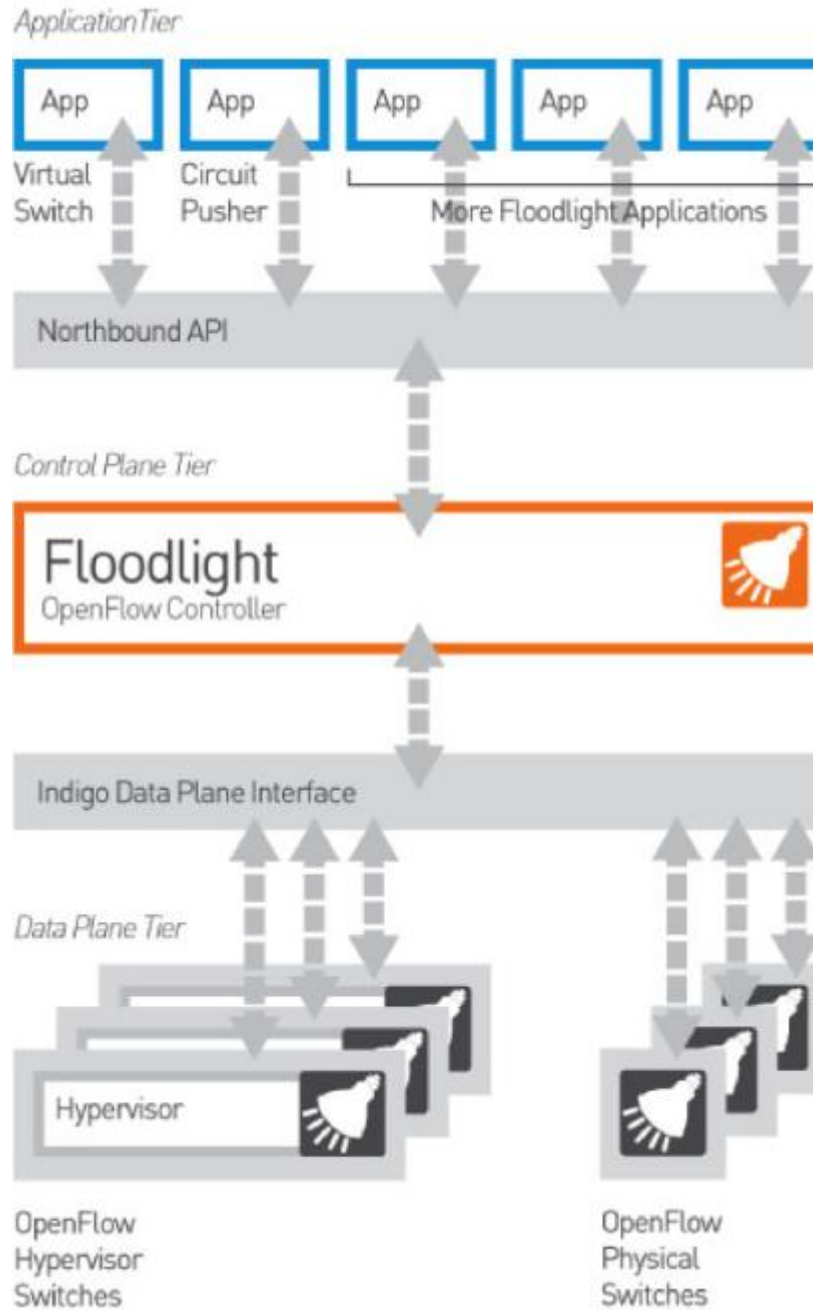 ApplicationTier
App
App
App
App
App
Virtual
Switch
Circuit
Pusher
More Floodlight Applications
Northbound API
Control Plane Tier
Floodlight
OpenFlow Controller
Indigo Data Plane Interface
Data Plane Tier
Hypervisor
OpenFlow
Hypervisor
Switches
OpenFlow
Physical
Switches